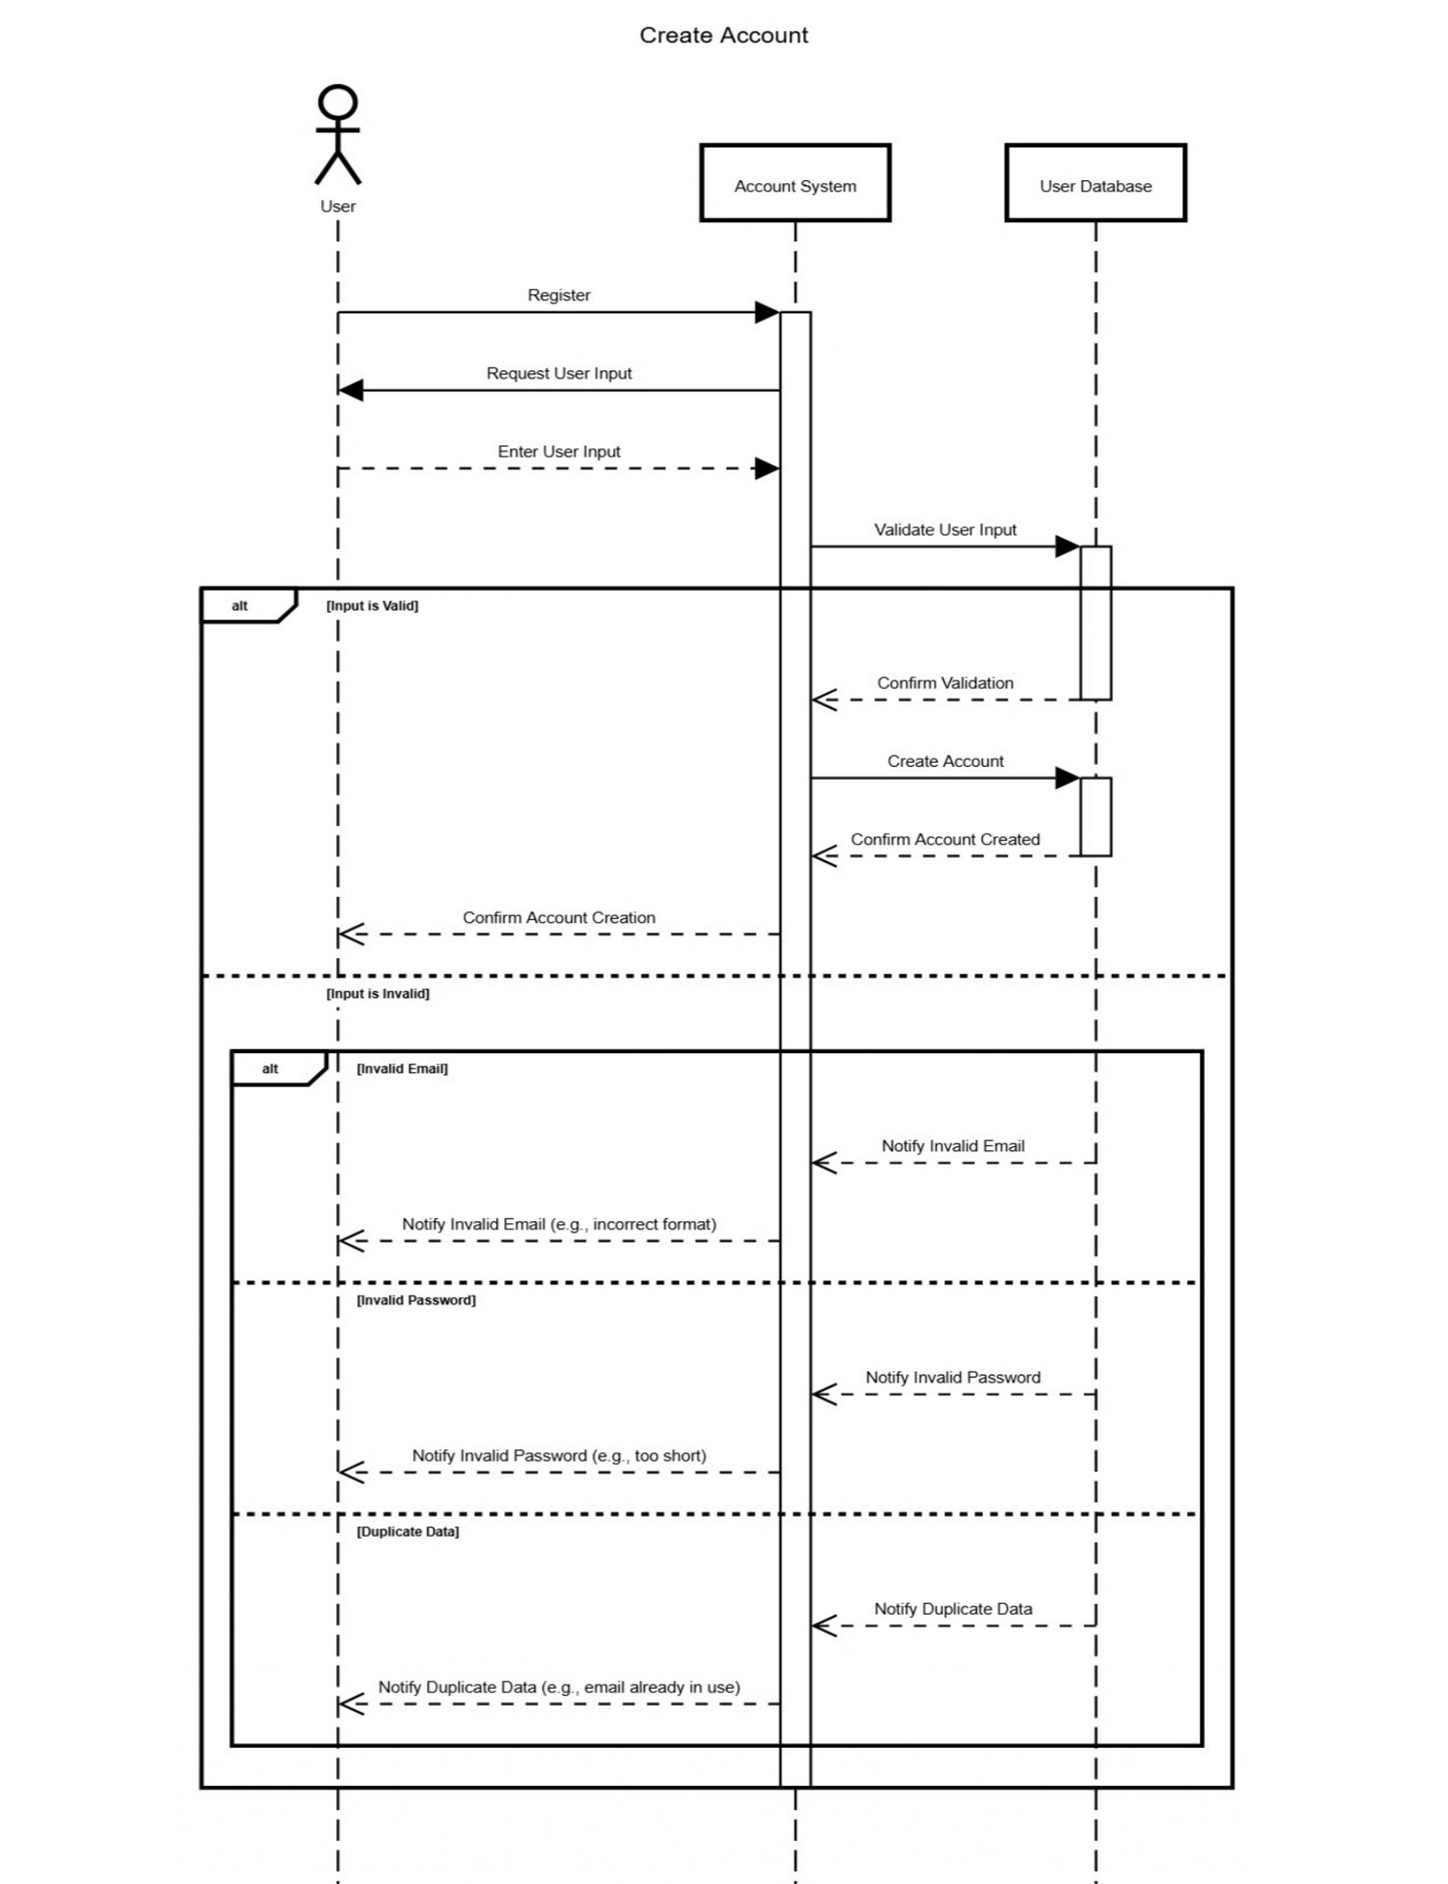 Create Account
User
Account System
User Database
Register
Request User Input
Enter User Input
Validate User Input
alt
[Input is Valid]
Confirm Validation
Create Account
Confirm Account Created
Confirm Account Creation
[Input is Invalid]
alt
[Invalid Email]
Notify Invalid Email
Notify Invalid Email (e.g., incorrect format)
[Invalid Password]
Notify Invalid Password
Notify Invalid Password (e.g., too short)
[Duplicate Data]
Notify Duplicate Data
Notify Duplicate Data (e.g., email already in use)